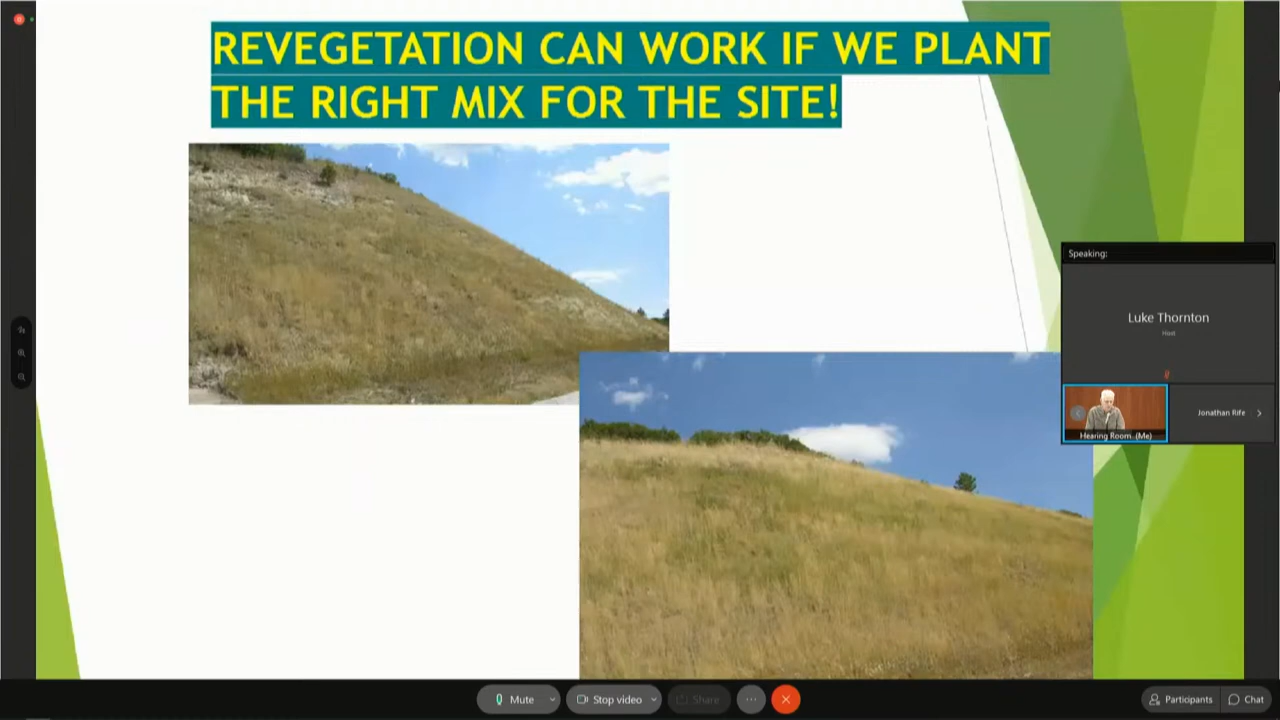 REVEGETATION CAN WORK IF WE PLANT
THE RIGHT MIX FOR THE SITE!
Speaking:
Luke Thornton
Host
Hearing Room (Me)
Jonathan Rife
Mute
Stop video
Share
Participants
Chat